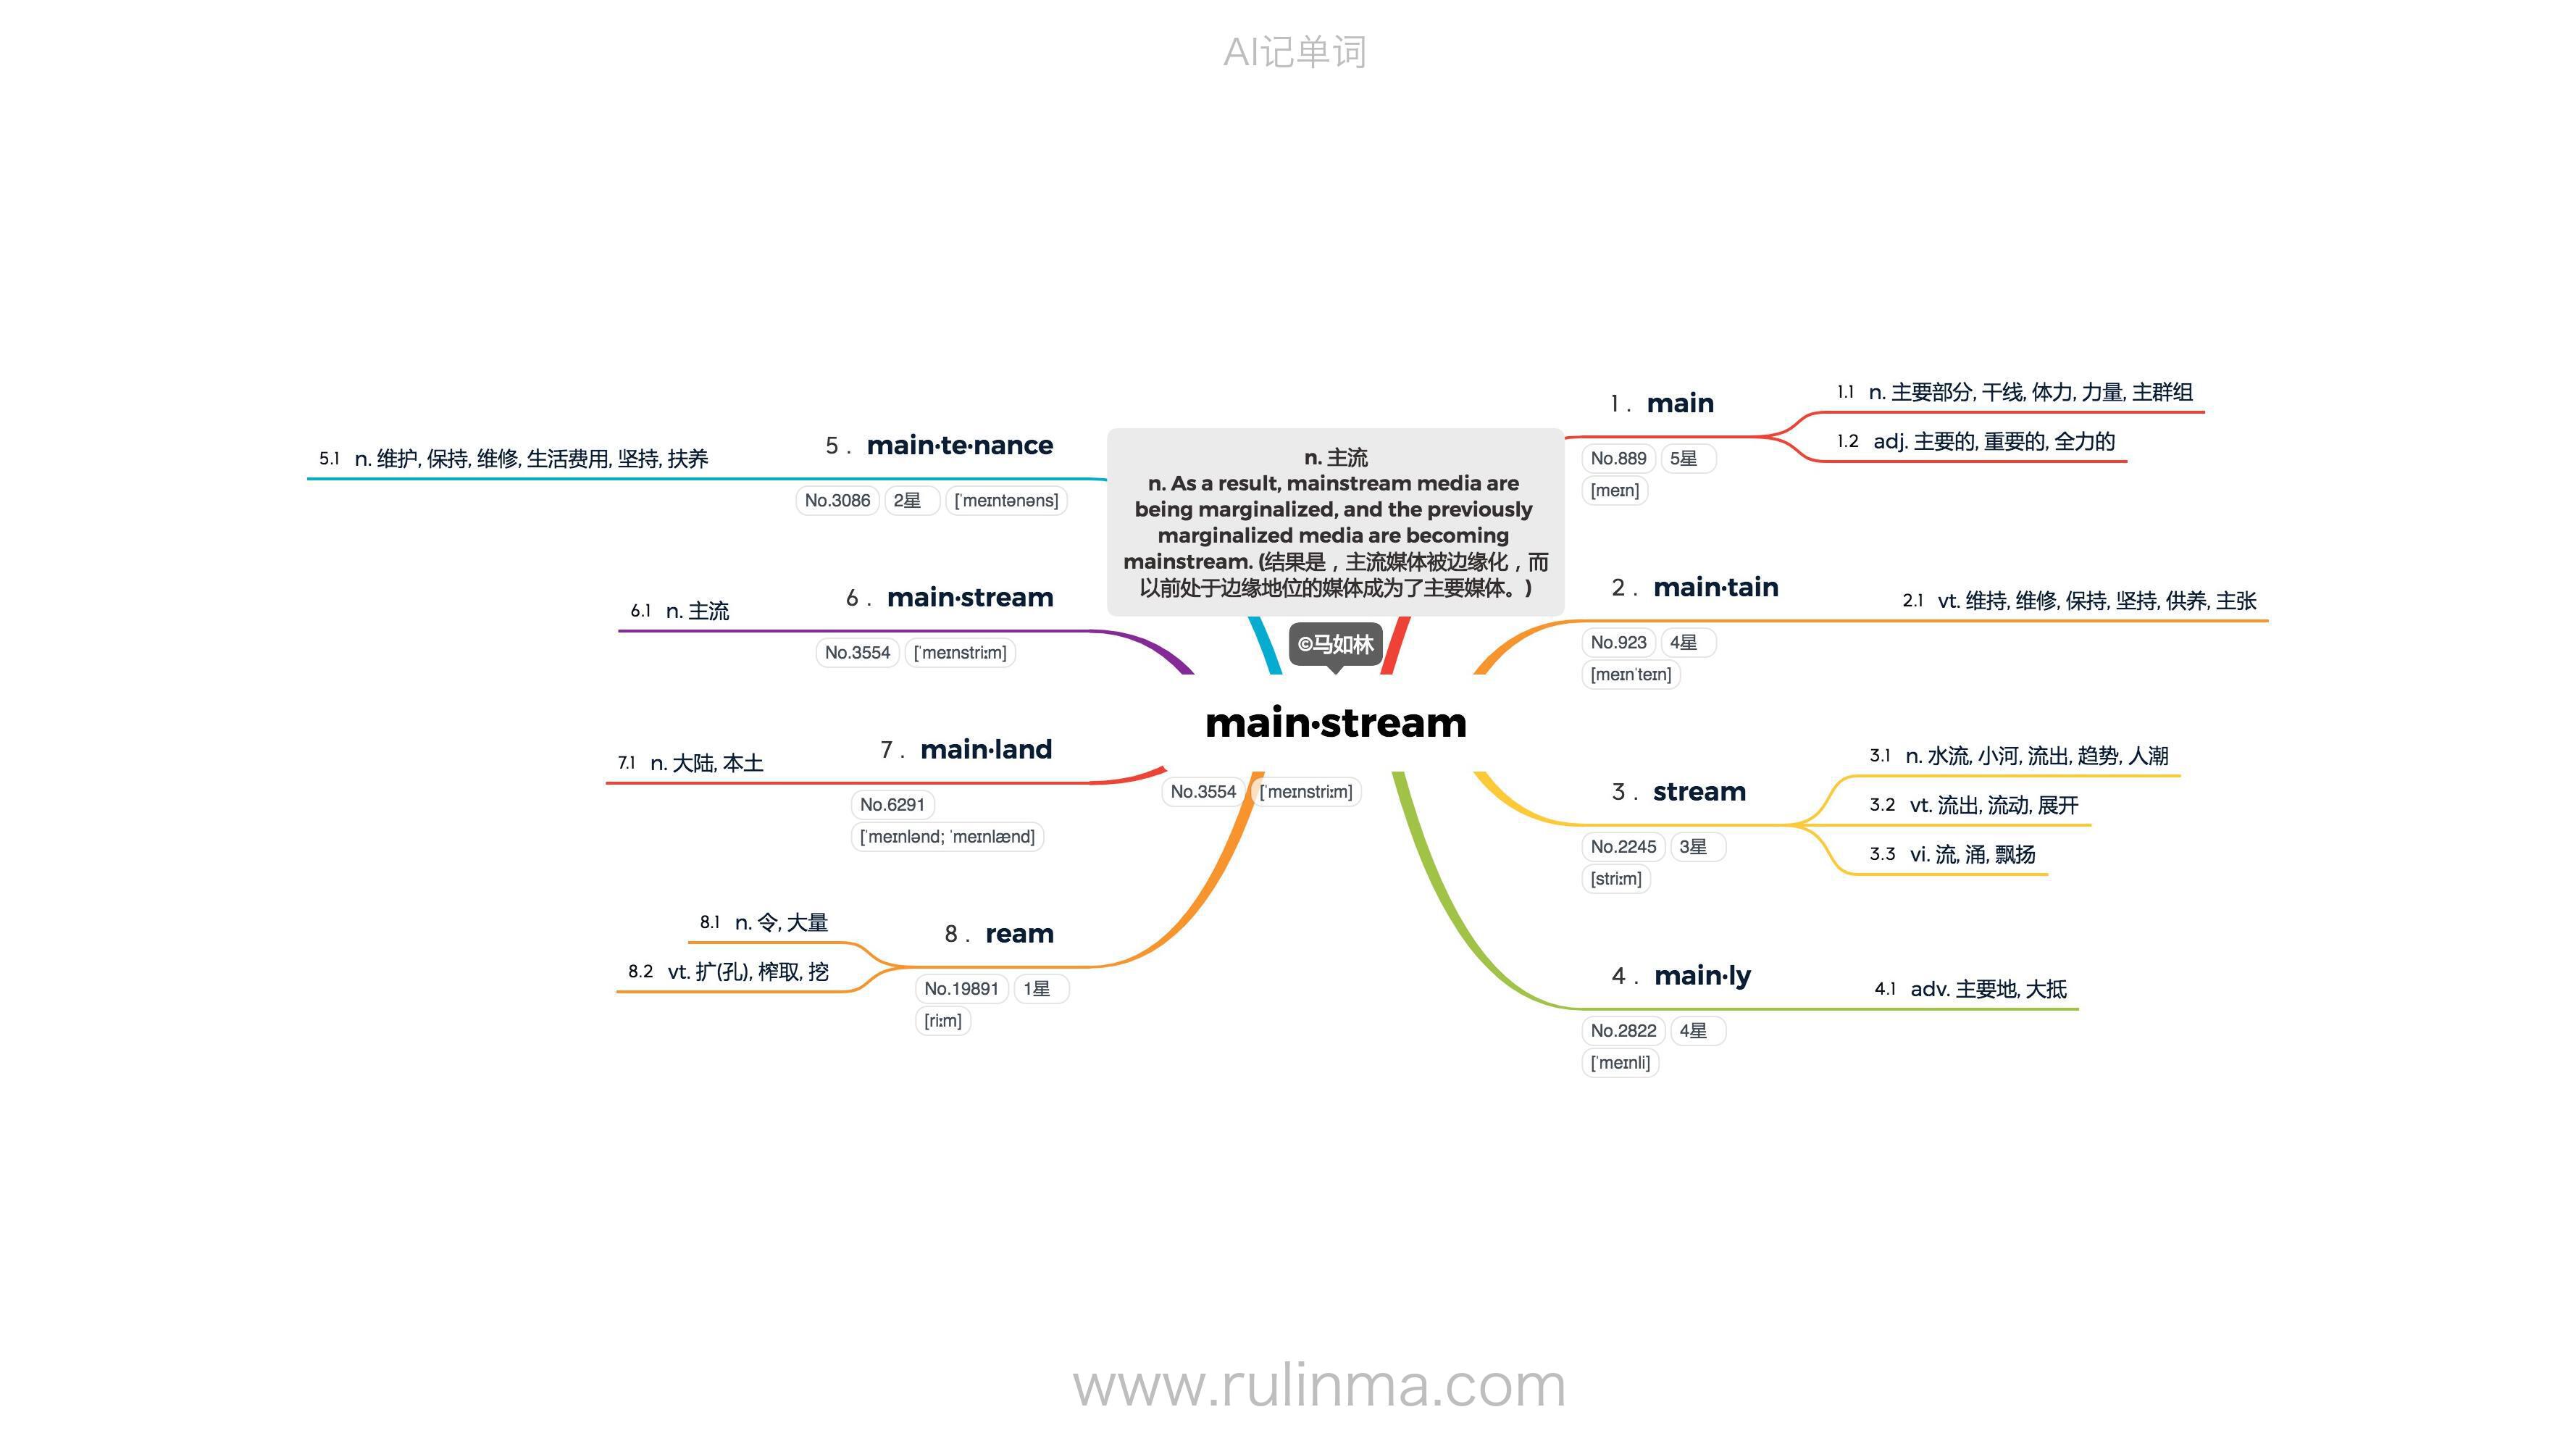 AI记单词
n. 主流
n. As a result, mainstream media are
being marginalized, and the previously
marginalized media are becoming
mainstream. (结果是，主流媒体被边缘化，而
以前处于边缘地位的媒体成为了主要媒体。)
©马如林
main·stream
No.3554 [ˈmeɪnstriːm]
1. main
No.889 5星
[meɪn]
1.1 n. 主要部分, 干线, 体力, 力量, 主群组
1.2 adj. 主要的, 重要的, 全力的
2. main·tain
No.923 4星
[meɪnˈteɪn]
2.1 vt. 维持, 维修, 保持, 坚持, 供养, 主张
3. stream
No.2245 3星
[striːm]
3.1 n. 水流, 小河, 流出, 趋势, 人潮
3.2 vt. 流出, 流动, 展开
3.3 vi. 流, 涌, 飘扬
4. main·ly
No.2822 4星
[ˈmeɪnli]
4.1 adv. 主要地, 大抵
5. main·te·nance
No.3086 2星 [ˈmeɪntənəns]
5.1 n. 维护, 保持, 维修, 生活费用, 坚持, 扶养
6. main·stream
No.3554 [ˈmeɪnstriːm]
6.1 n. 主流
7. main·land
No.6291
[ˈmeɪnlənd; ˈmeɪnlænd]
7.1 n. 大陆, 本土
8. ream
No.19891 1星
[riːm]
8.1 n. 令, 大量
8.2 vt. 扩(孔), 榨取, 挖
www.rulinma.com